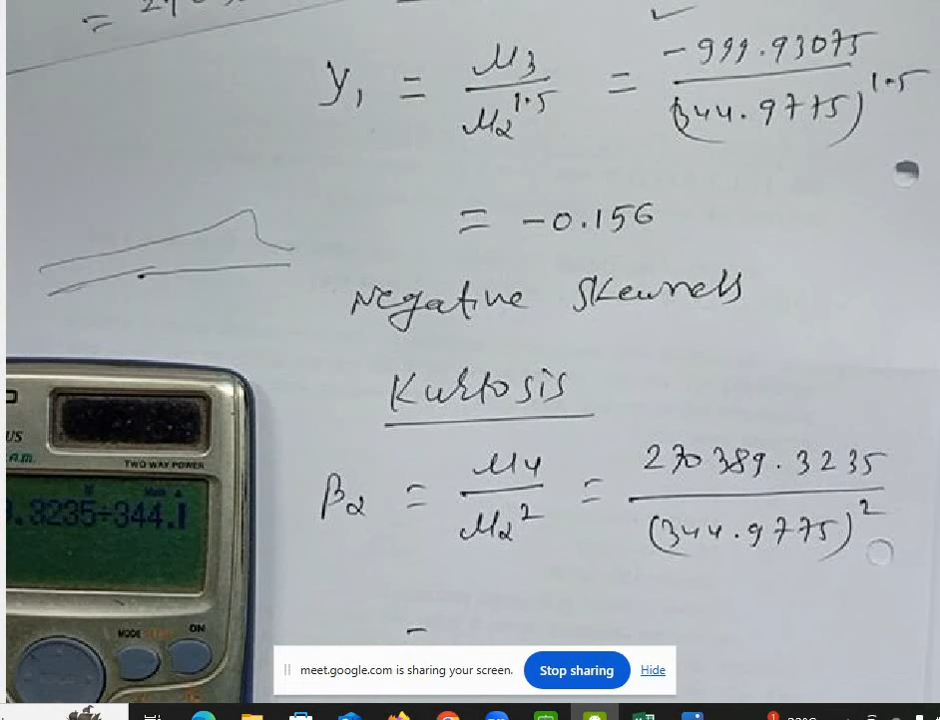 γ₁ = μ₃ / μ₂^1.5 = -999.93075 / (344.9775)^1.5
= -0.156
Negative Skewness
Kurtosis
US
TWO WAY POWER
.3235÷344.
β₂ = μ₄ / μ₂² = 270389.3235 / (344.9775)²
=
MODE
ON
meet.google.com is sharing your screen. Stop sharing Hide